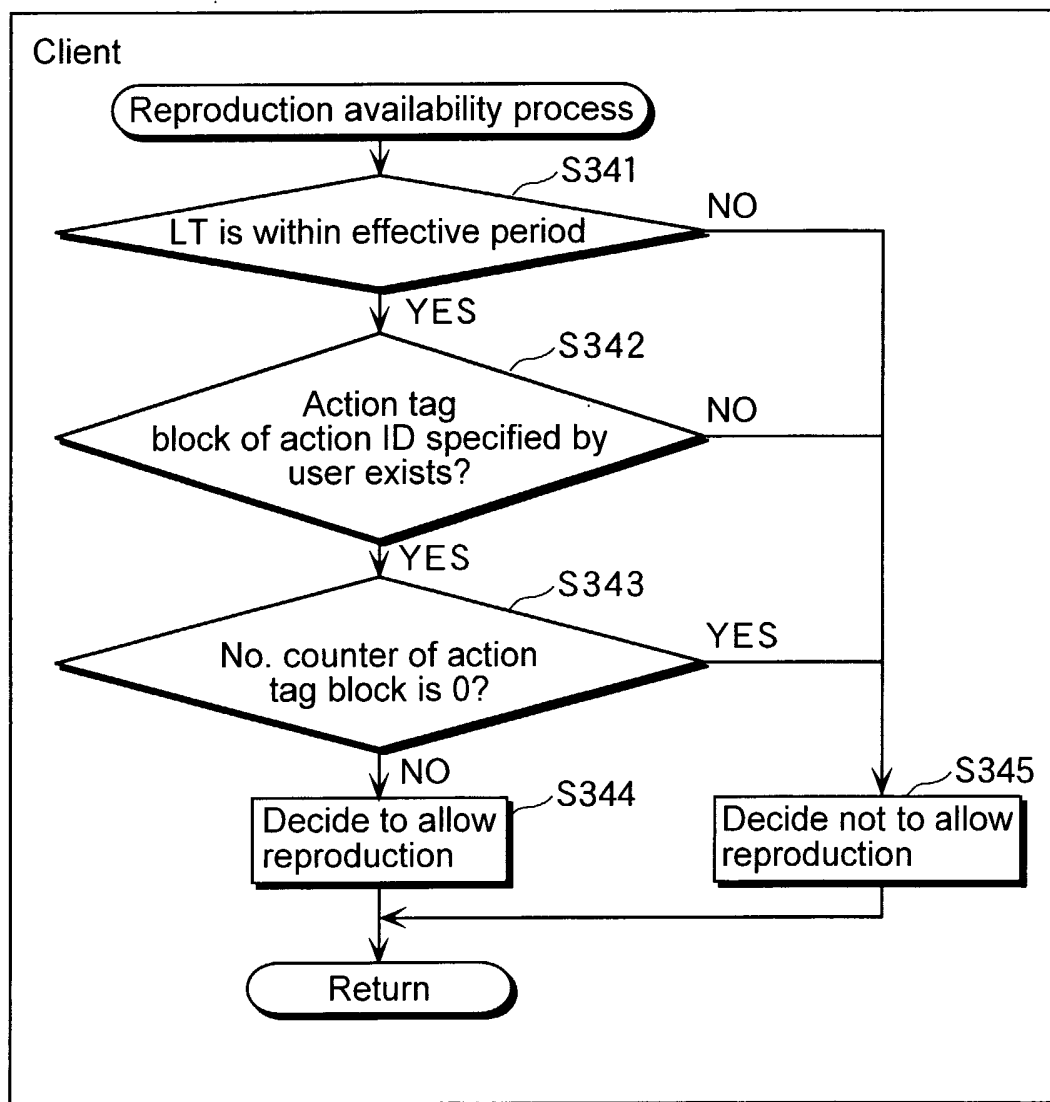 Client
Reproduction availability process
S341
LT is within effective period
NO
YES
S342
Action tag
block of action ID specified by
user exists?
NO
YES
S343
No. counter of action
tag block is 0?
YES
NO
S344
Decide to allow
reproduction
S345
Decide not to allow
reproduction
Return